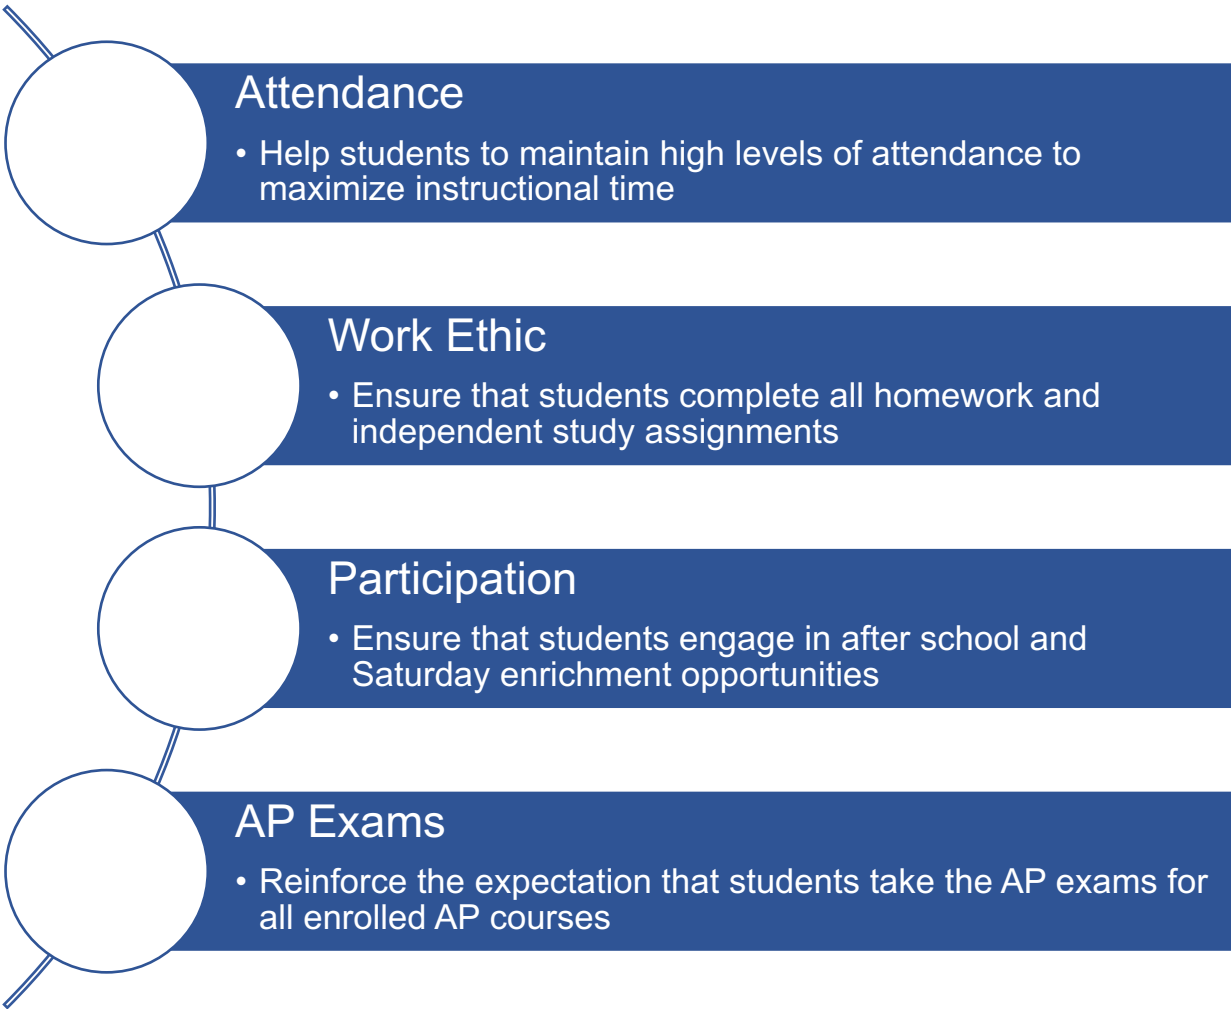 Attendance
• Help students to maintain high levels of attendance to
maximize instructional time
Work Ethic
• Ensure that students complete all homework and
independent study assignments
Participation
• Ensure that students engage in after school and
Saturday enrichment opportunities
AP Exams
• Reinforce the expectation that students take the AP exams for
all enrolled AP courses